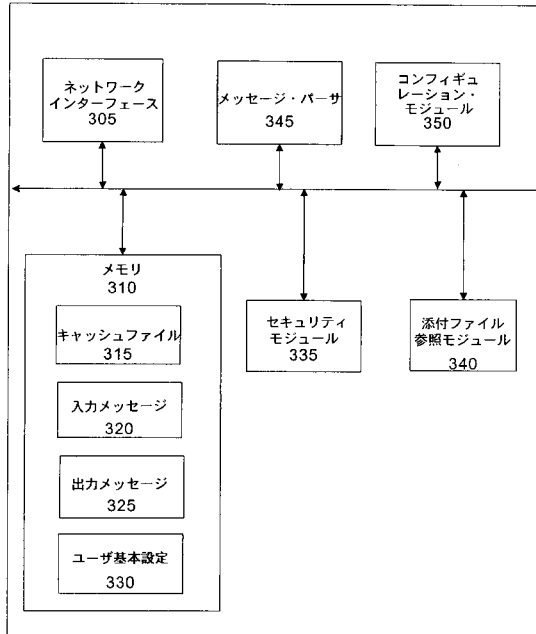 ネットワーク
インターフェース
305
メッセージ・パーサ
345
コンフィギュ
レーション・
モジュール
350
メモリ
310
キャッシュファイル
315
入力メッセージ
320
出力メッセージ
325
ユーザ基本設定
330
セキュリティ
モジュール
335
添付ファイル
参照モジュール
340